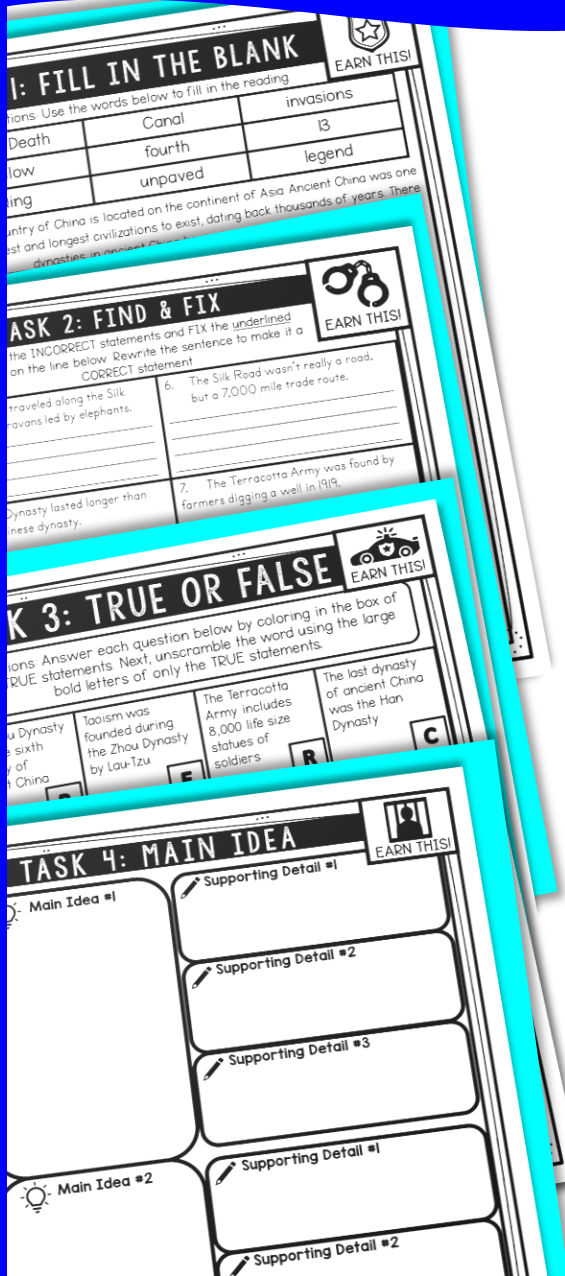 1: FILL IN THE BLANK
EARN THIS!
Use the words below to fill in the reading.
Death Canal invasions
low fourth 13
unpaved legend
of China is located on the continent of Asia. Ancient China was one
and longest civilizations to exist, dating back thousands of years. There
dynasties in ancient China
TASK 2: FIND & FIX
EARN THIS!
the INCORRECT statements and FIX the underlined
on the line below. Rewrite the sentence to make it a
CORRECT statement.
traveled along the Silk
led by elephants.
6. The Silk Road wasn't really a road,
but a 7,000 mile trade route.
Dynasty lasted longer than
dynasty.
7. The Terracotta Army was found by
farmers digging a well in 1919.
K 3: TRUE OR FALSE
EARN THIS!
Answer each question below by coloring in the box of
TRUE statements. Next, unscramble the word using the large
bold letters of only the TRUE statements.
Dynasty
sixth
of
China
Taoism was
founded during
the Zhou Dynasty
by Lau-Tzu
The Terracotta
Army includes
8,000 life size
statues of
soldiers
R
The last dynasty
of ancient China
was the Han
Dynasty
C
TASK 4: MAIN IDEA
EARN THIS!
Main Idea #1
Supporting Detail #1
Supporting Detail #2
Supporting Detail #3
Main Idea #2
Supporting Detail #1
Supporting Detail #2